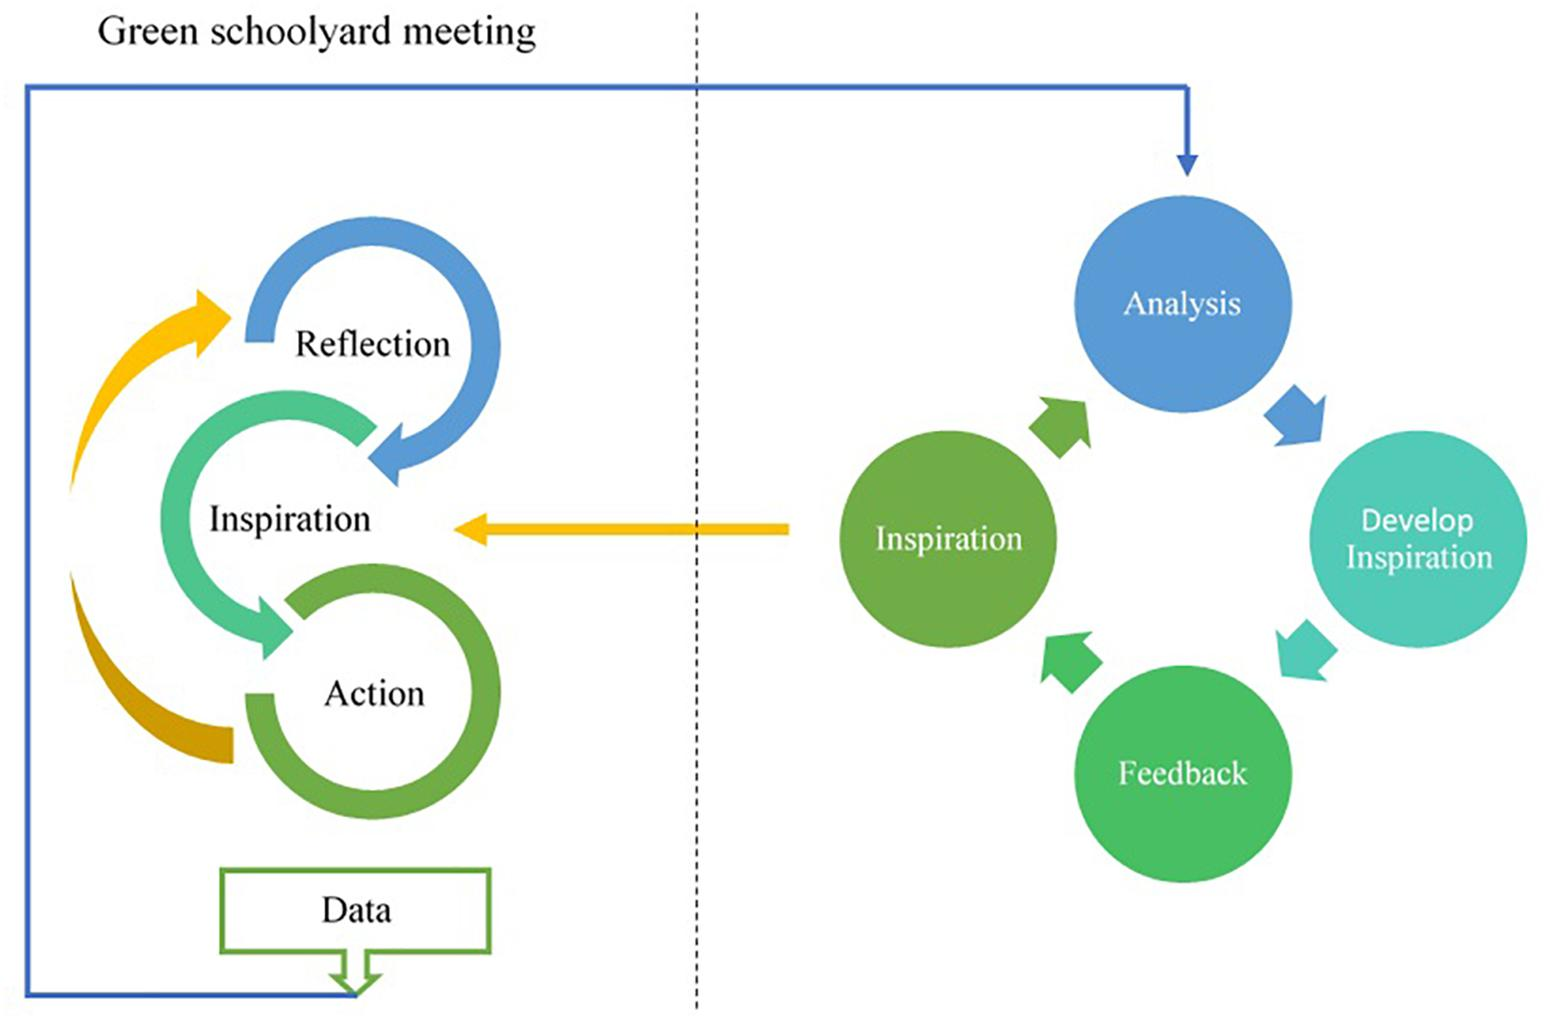 Green schoolyard meeting
Reflection
Inspiration
Action
Data
Analysis
Develop
Inspiration
Feedback
Inspiration